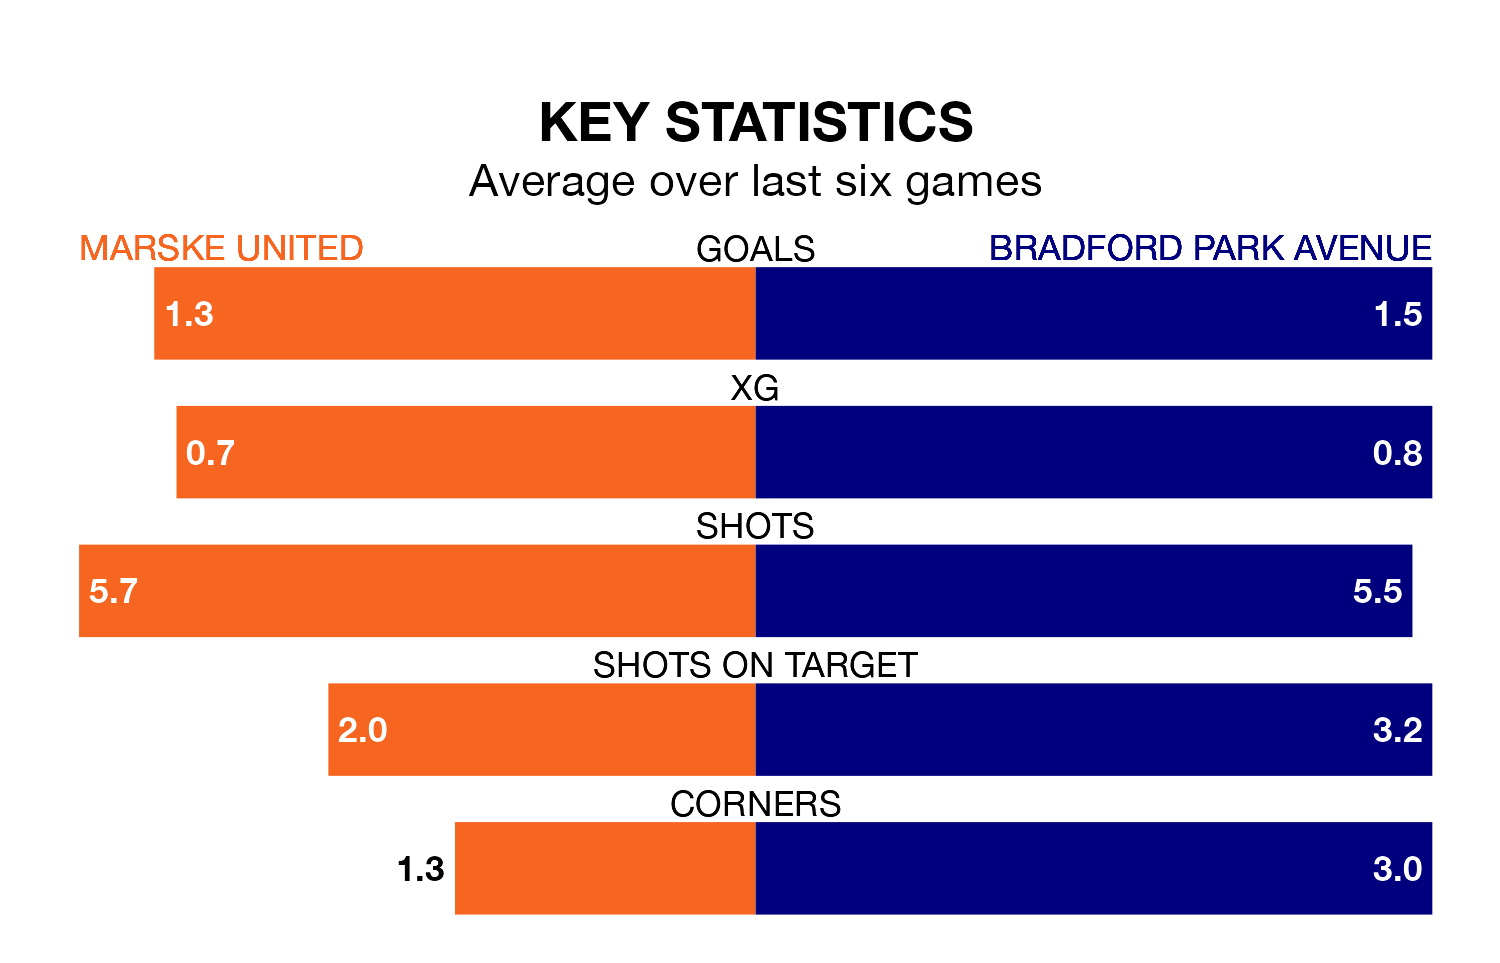 KEY STATISTICS
Average over last six games
MARSKE UNITED GOALS BRADFORD PARK AVENUE
1.3 1.5
XG
0.7 0.8
SHOTS
5.7 5.5
SHOTS ON TARGET
2.0 3.2
CORNERS
1.3 3.0